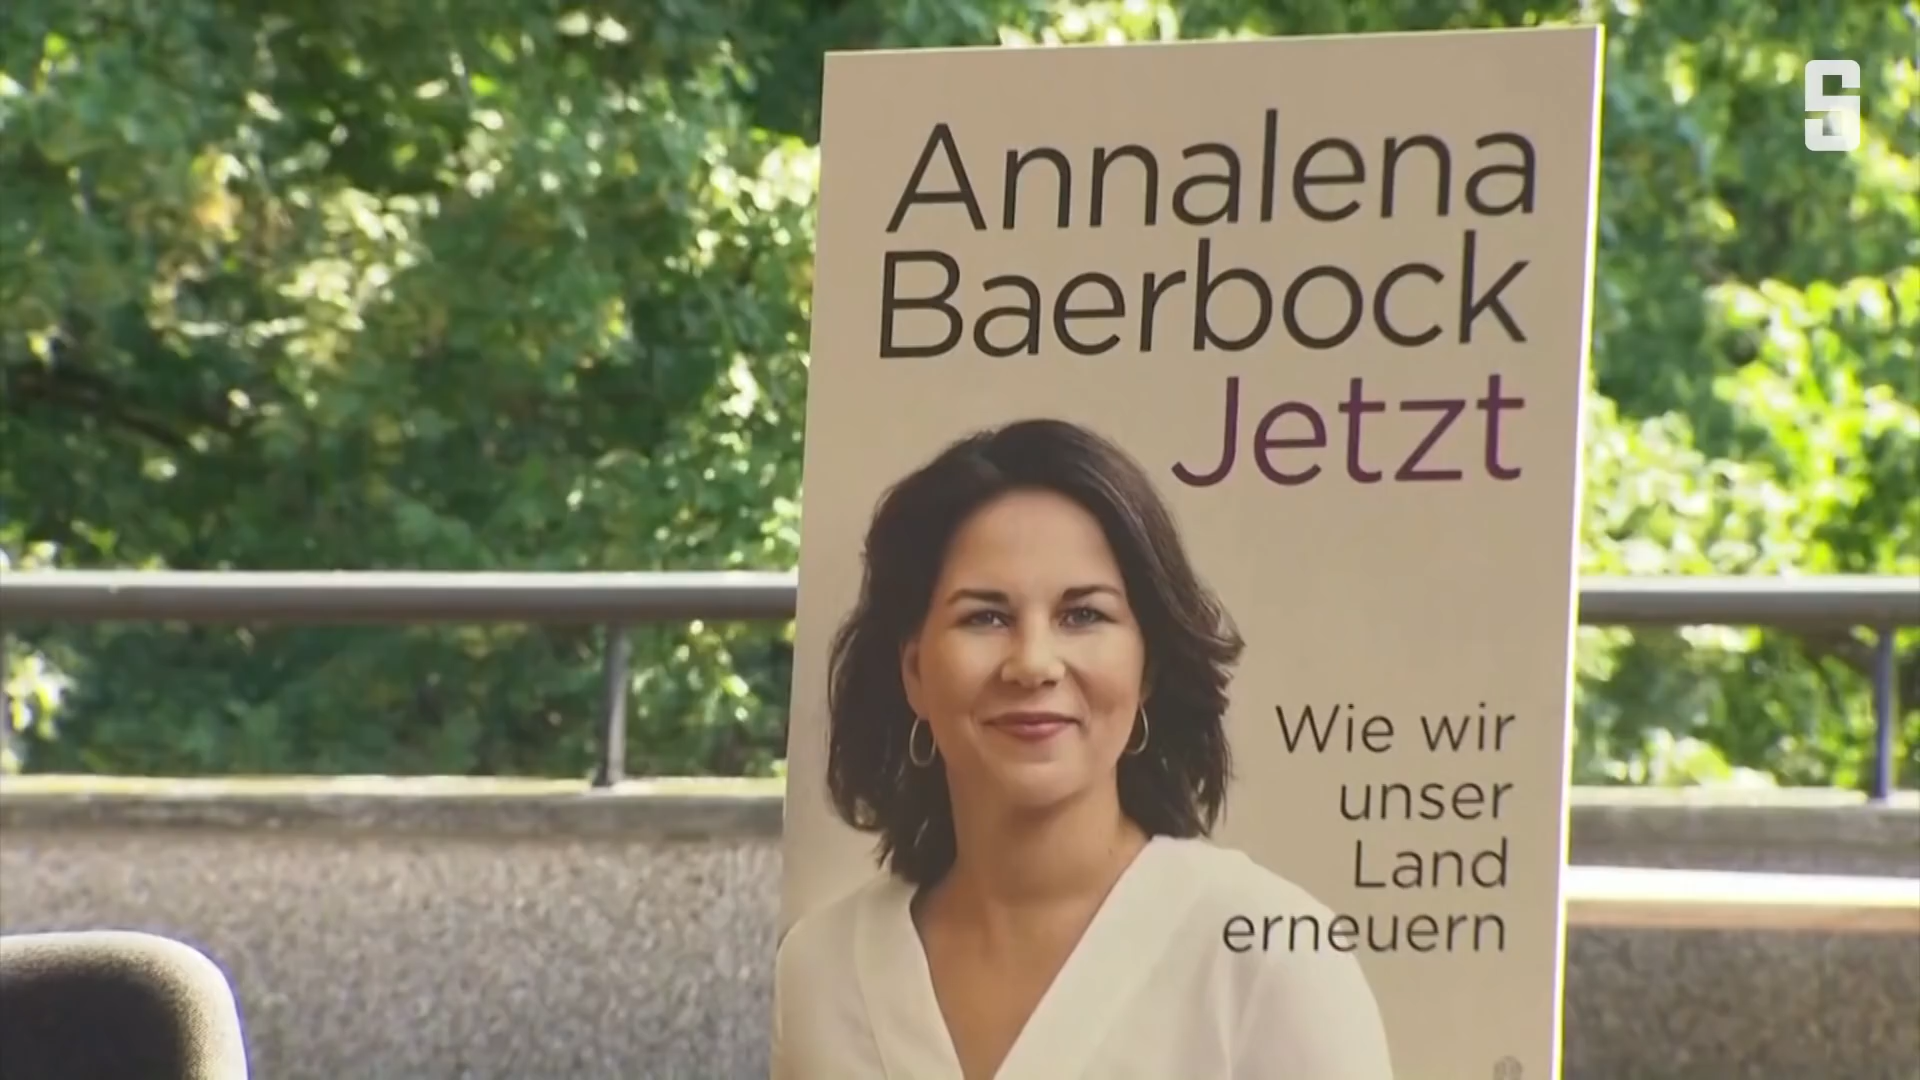 Annalena
Baerbock
Jetzt
Wie wir
unser
Land
erneuern
S